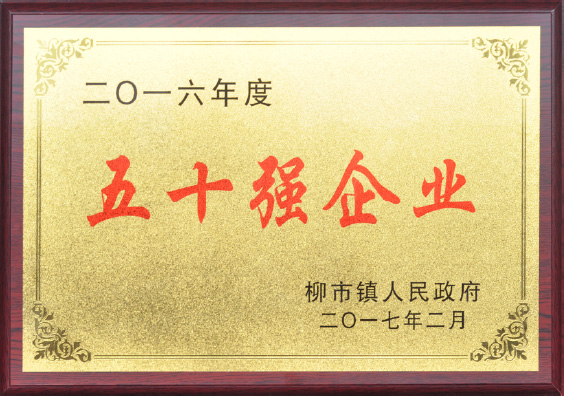 二〇一六年度
五十强企业
柳市镇人民政府
二〇一七年二月